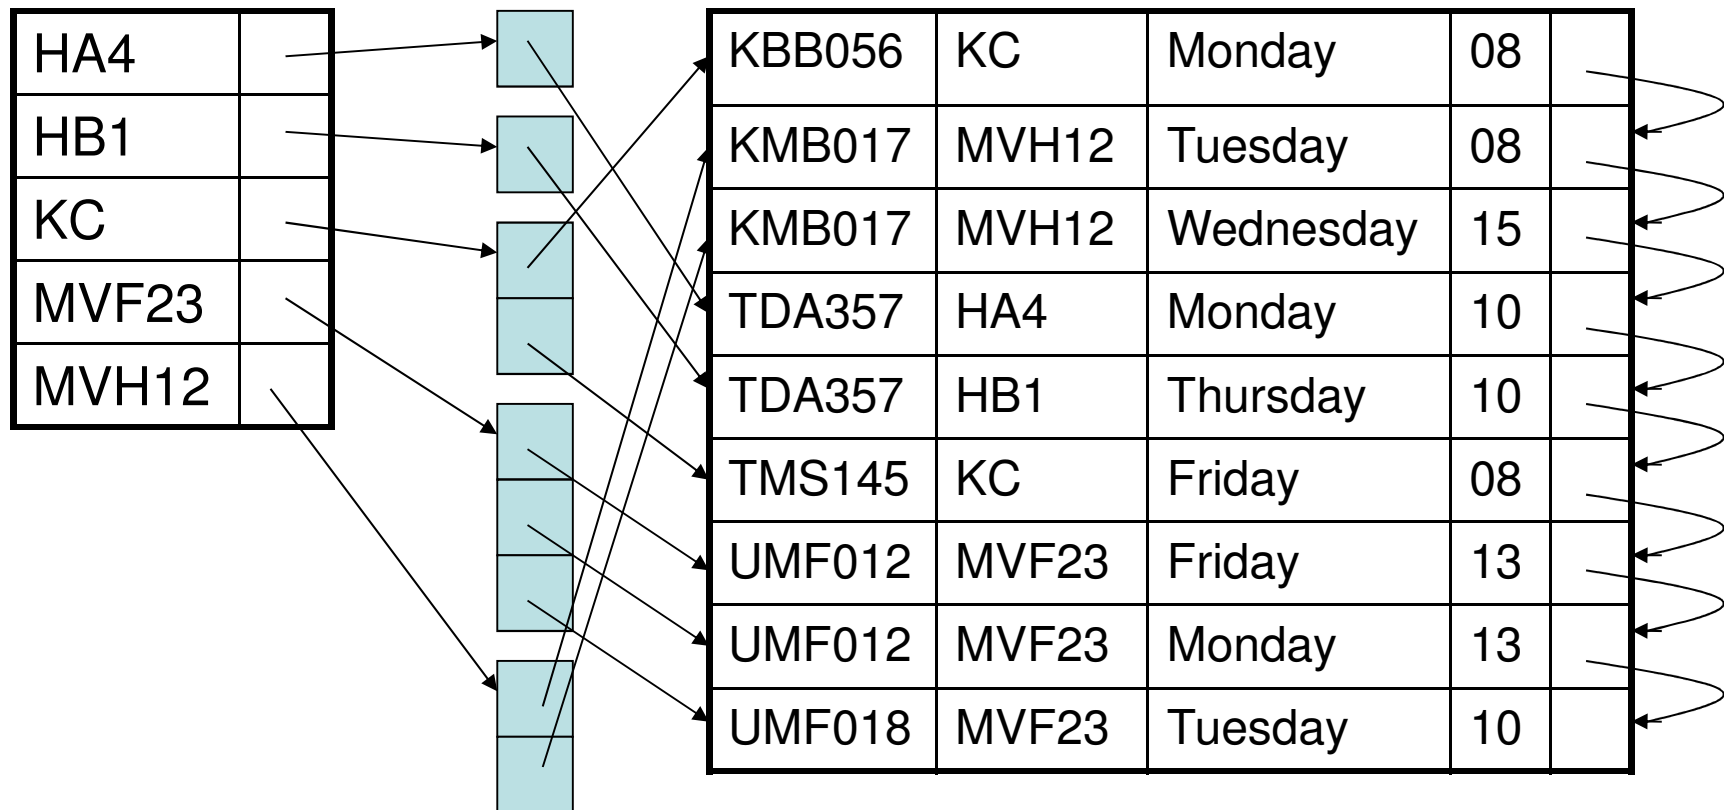 HA4
HB1
KC
MVF23
MVH12
KBB056 KC Monday 08
KMB017 MVH12 Tuesday 08
KMB017 MVH12 Wednesday 15
TDA357 HA4 Monday 10
TDA357 HB1 Thursday 10
TMS145 KC Friday 08
UMF012 MVF23 Friday 13
UMF012 MVF23 Monday 13
UMF018 MVF23 Tuesday 10